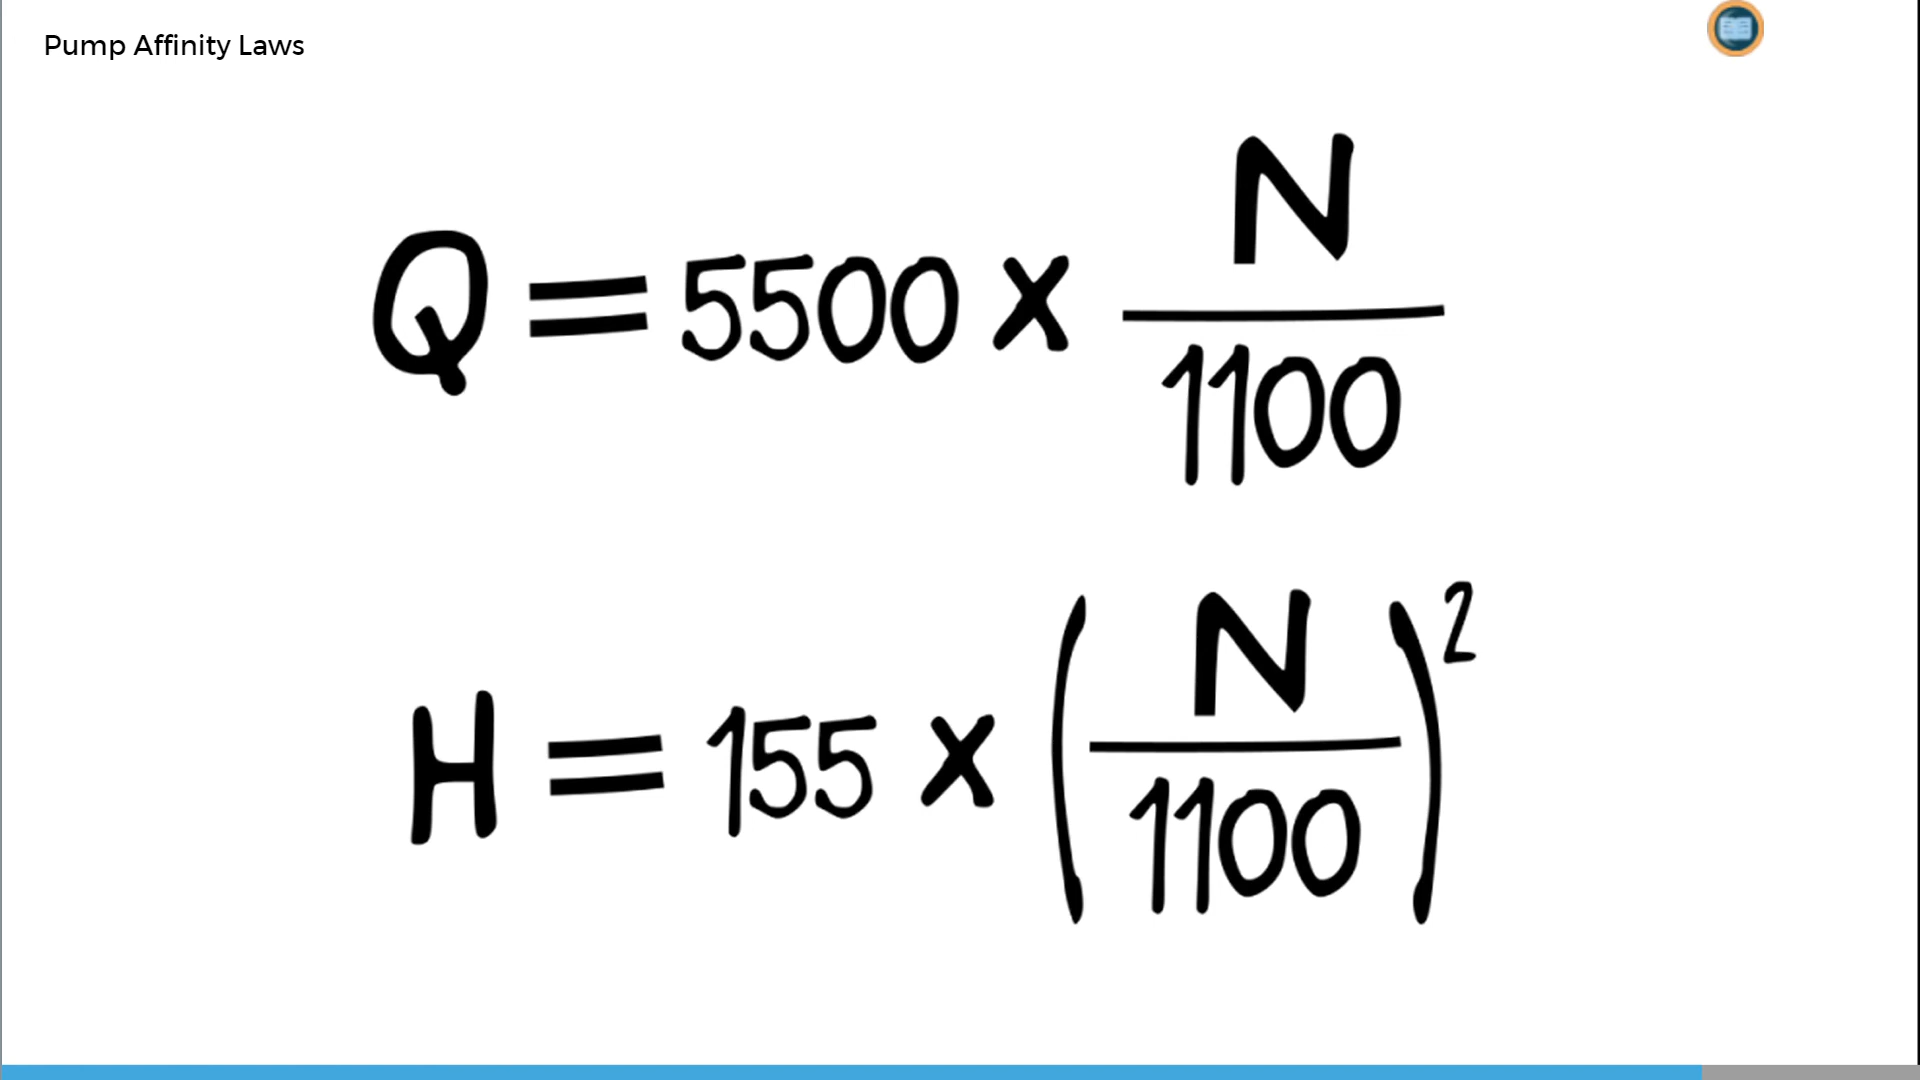 Pump Affinity Laws
Q = 5500 x N / 1100
H = 155 x ( N / 1100 )²